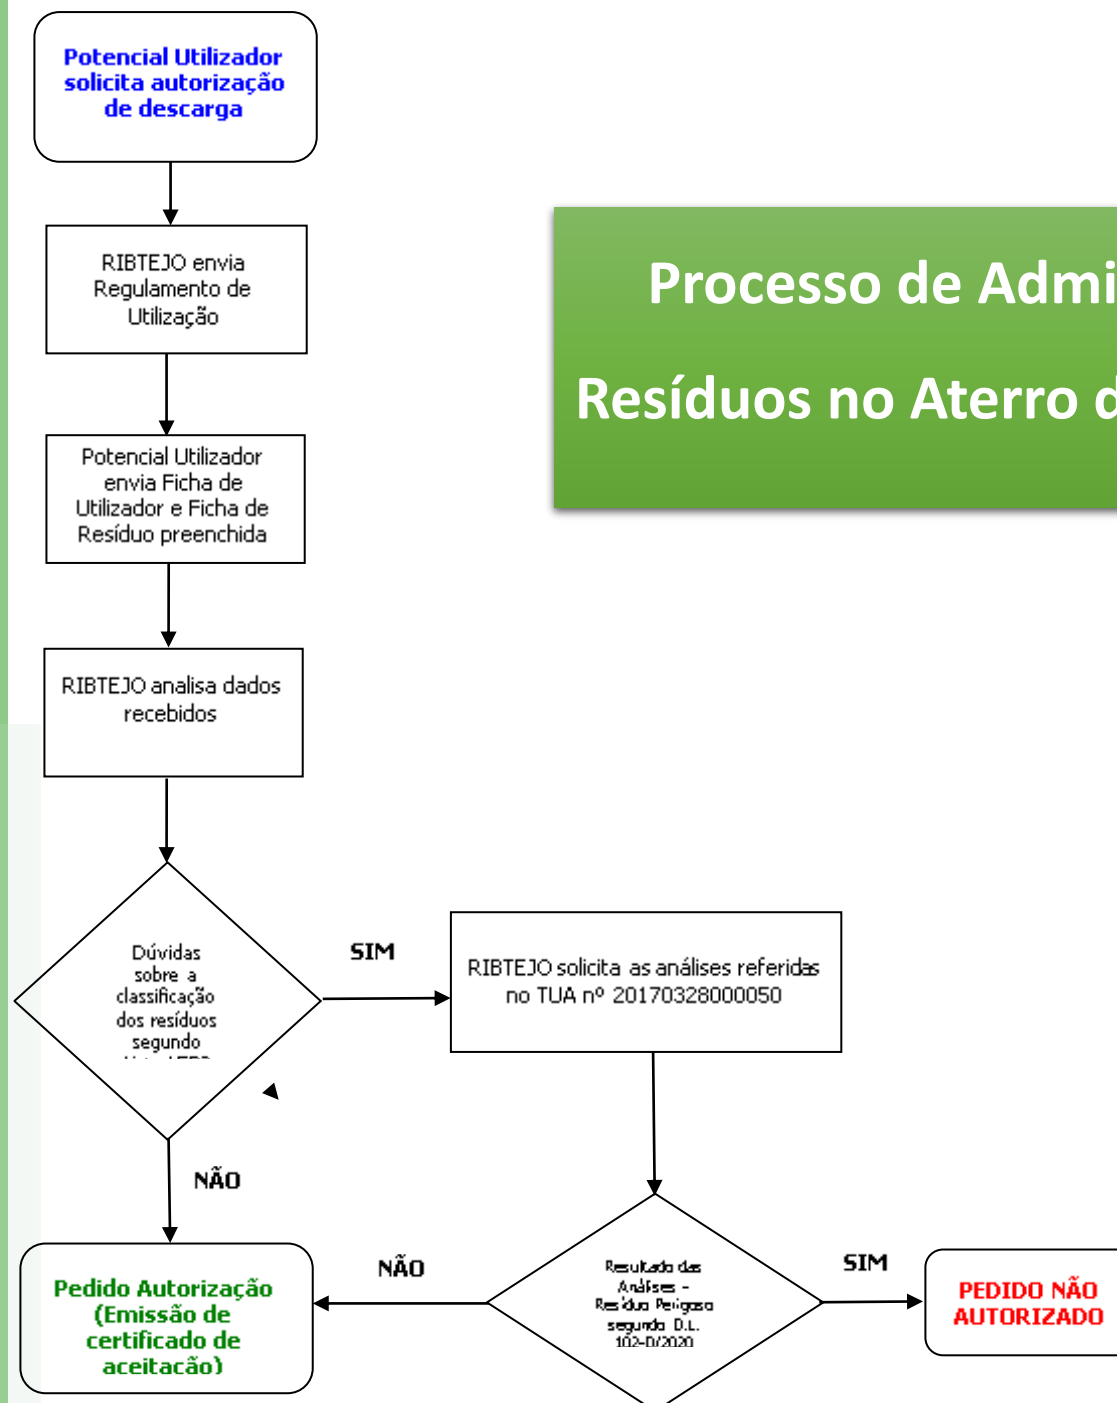 Potencial Utilizador
solicita autorização
de descarga
RIBTEJO envia
Regulamento de
Utilização
Processo de Admi
Resíduos no Aterro d
Potencial Utilizador
envia Ficha de
Utilizador e Ficha de
Resíduo preenchida
RIBTEJO analisa dados
recebidos
Dúvidas
sobre a
classificação
dos resíduos
segundo
SIM
RIBTEJO solicita as análises referidas
no TUA nº 20170328000050
NÃO
Pedido Autorização
(Emissão de
certificado de
aceitação)
NÃO
Resultado das
Análises –
Resíduo Perigoso
segundo D.L.
102-D/2020
SIM
PEDIDO NÃO
AUTORIZADO